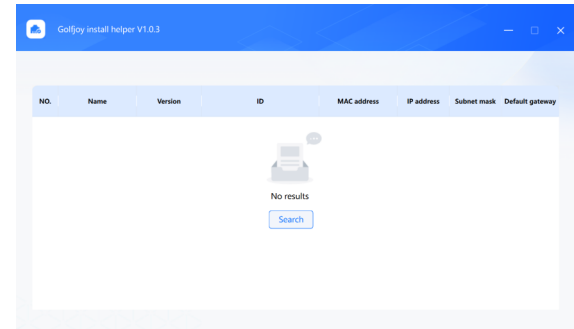 Golfjoy install helper V1.0.3
NO. Name Version ID MAC address IP address Subnet mask Default gateway
No results
Search